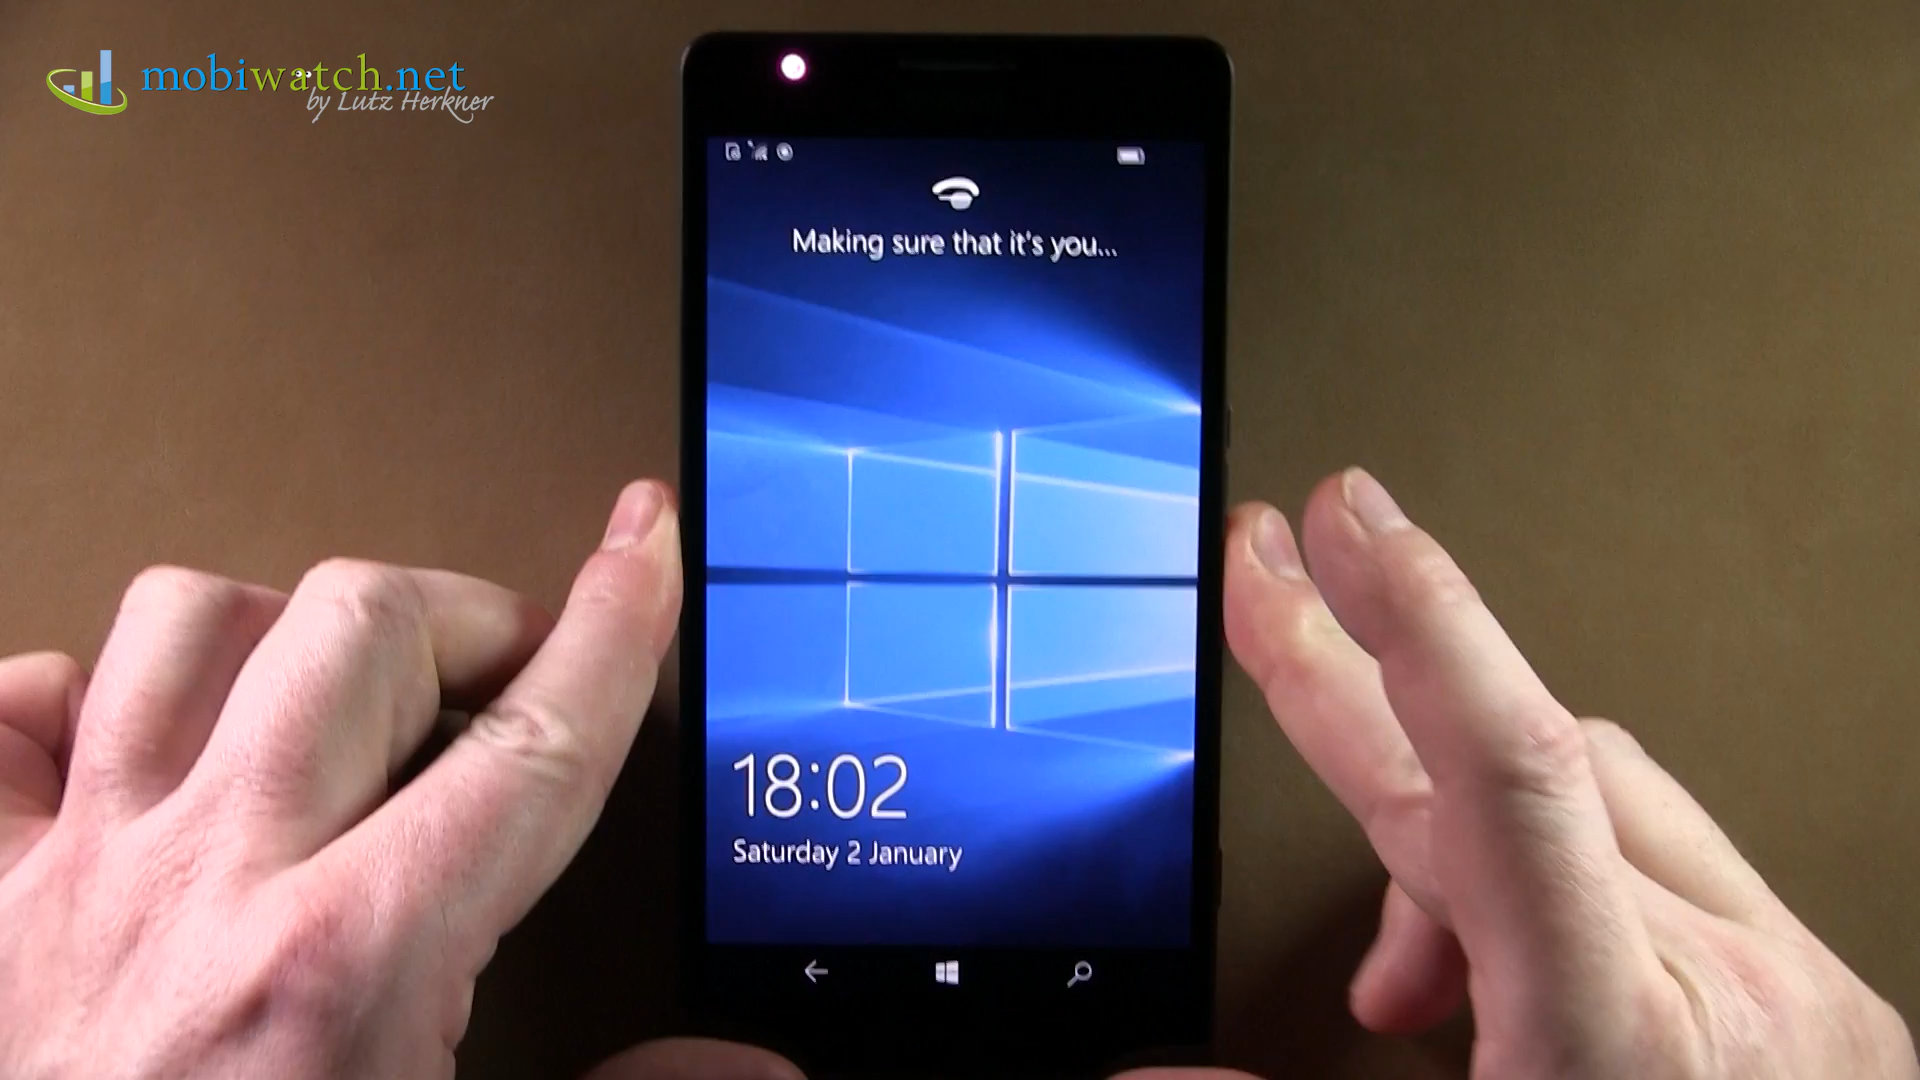 mobiwatch.net
by Lutz Herkner
Making sure that it's you...
18:02
Saturday 2 January